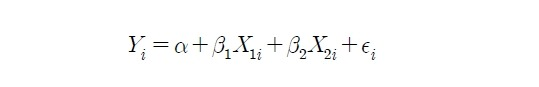 Yᵢ = α + β₁X₁ᵢ + β₂X₂ᵢ + ϵᵢ